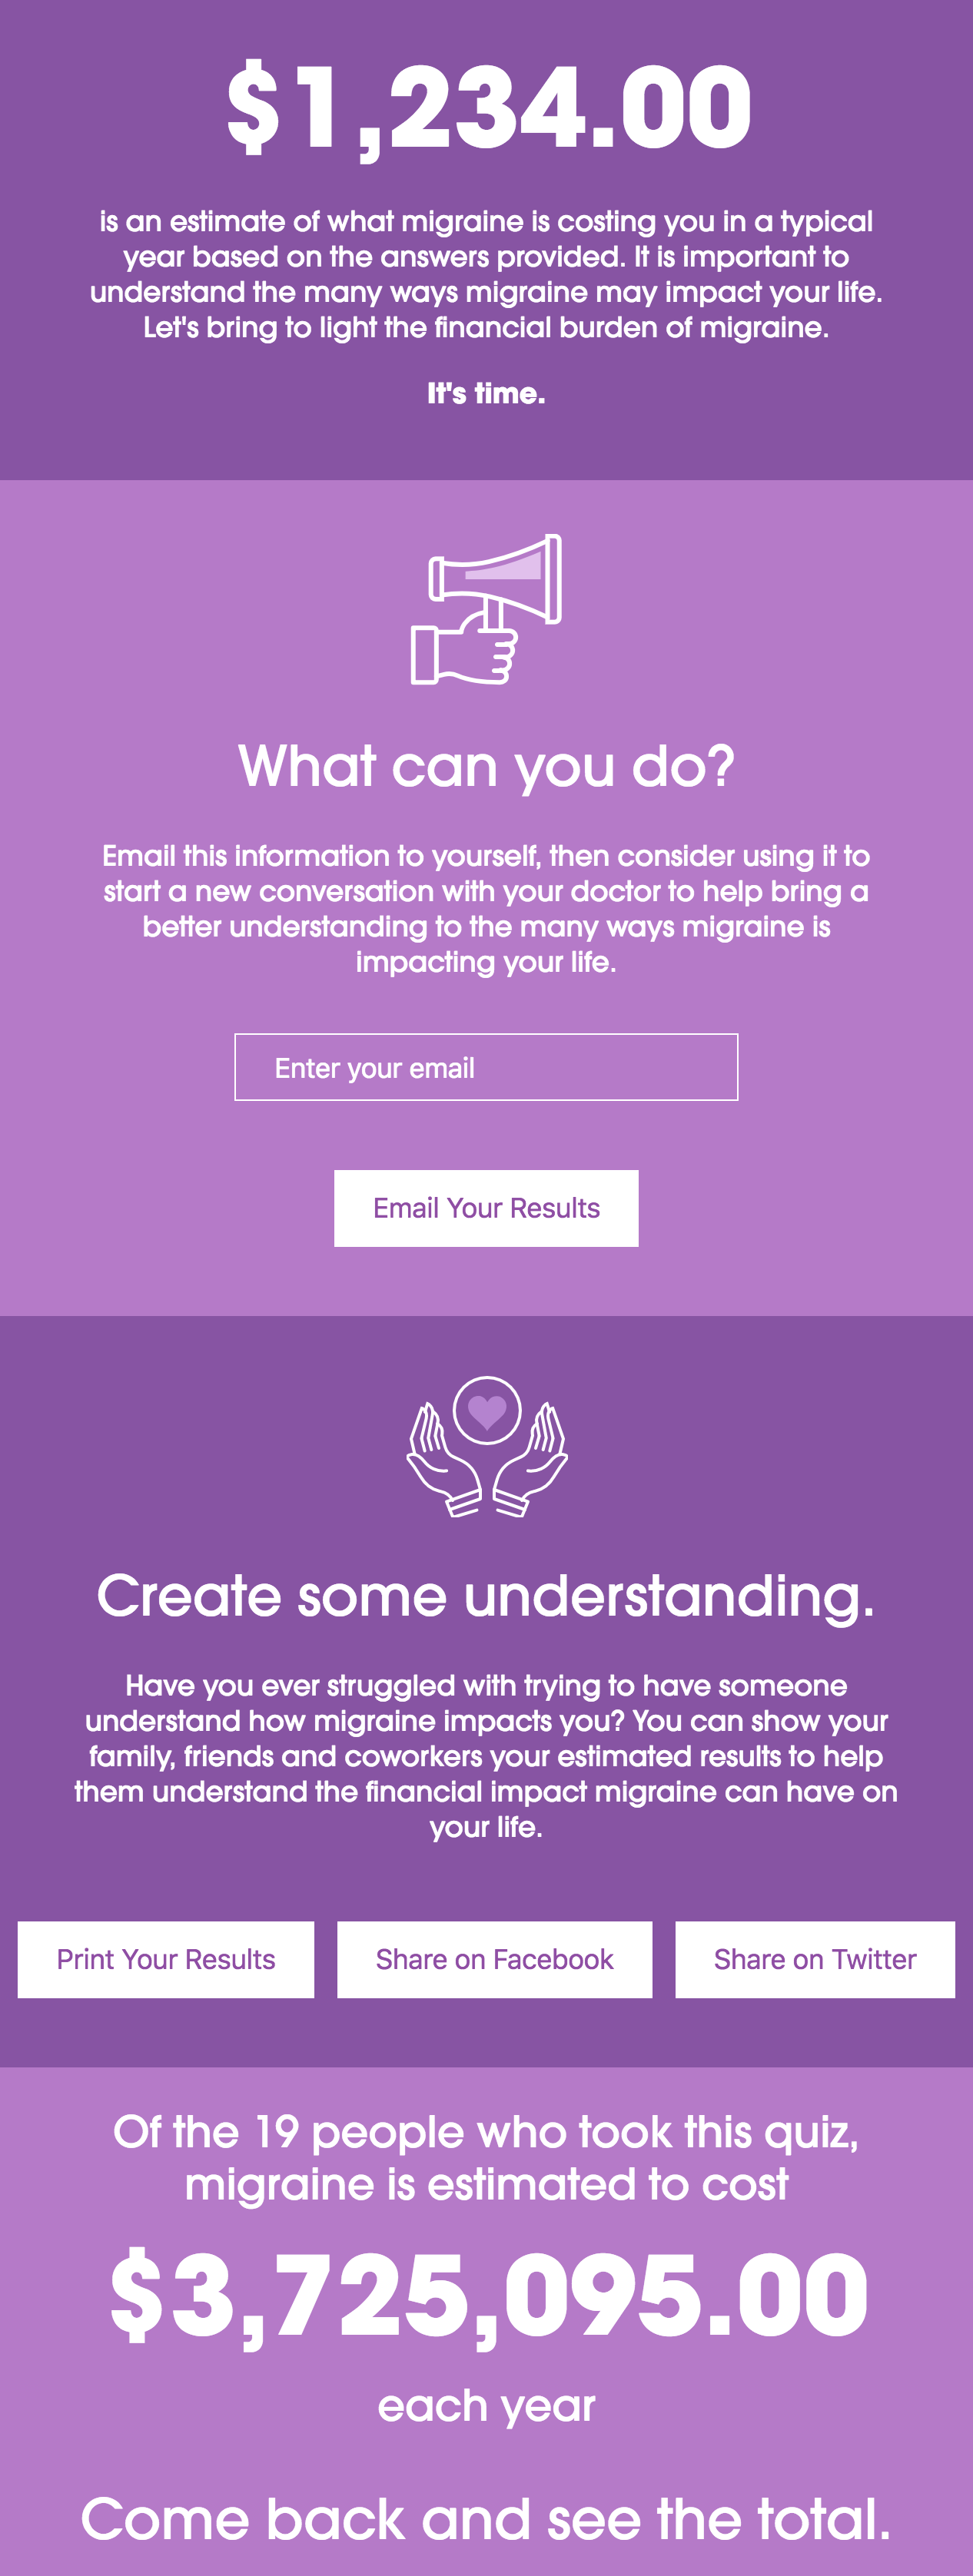 $1,234.00
is an estimate of what migraine is costing you in a typical
year based on the answers provided. It is important to
understand the many ways migraine may impact your life.
Let's bring to light the financial burden of migraine.
It's time.
What can you do?
Email this information to yourself, then consider using it to
start a new conversation with your doctor to help bring a
better understanding to the many ways migraine is
impacting your life.
Enter your email
Email Your Results
Create some understanding.
Have you ever struggled with trying to have someone
understand how migraine impacts you? You can show your
family, friends and coworkers your estimated results to help
them understand the financial impact migraine can have on
your life.
Print Your Results
Share on Facebook
Share on Twitter
Of the 19 people who took this quiz,
migraine is estimated to cost
$3,725,095.00
each year
Come back and see the total.